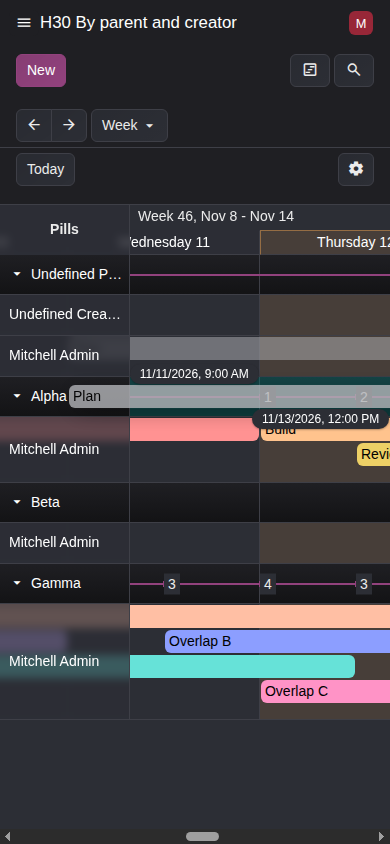 H30 By parent and creator
M
New
Week
Today
Week 46, Nov 8 - Nov 14
Pills
Wednesday 11
Thursday 12
Undefined P…
Undefined Crea…
Mitchell Admin
11/11/2026, 9:00 AM
Alpha
Plan
1
2
11/13/2026, 12:00 PM
Build
Mitchell Admin
Revi
Beta
Mitchell Admin
Gamma
3
4
3
Overlap B
Mitchell Admin
Overlap C